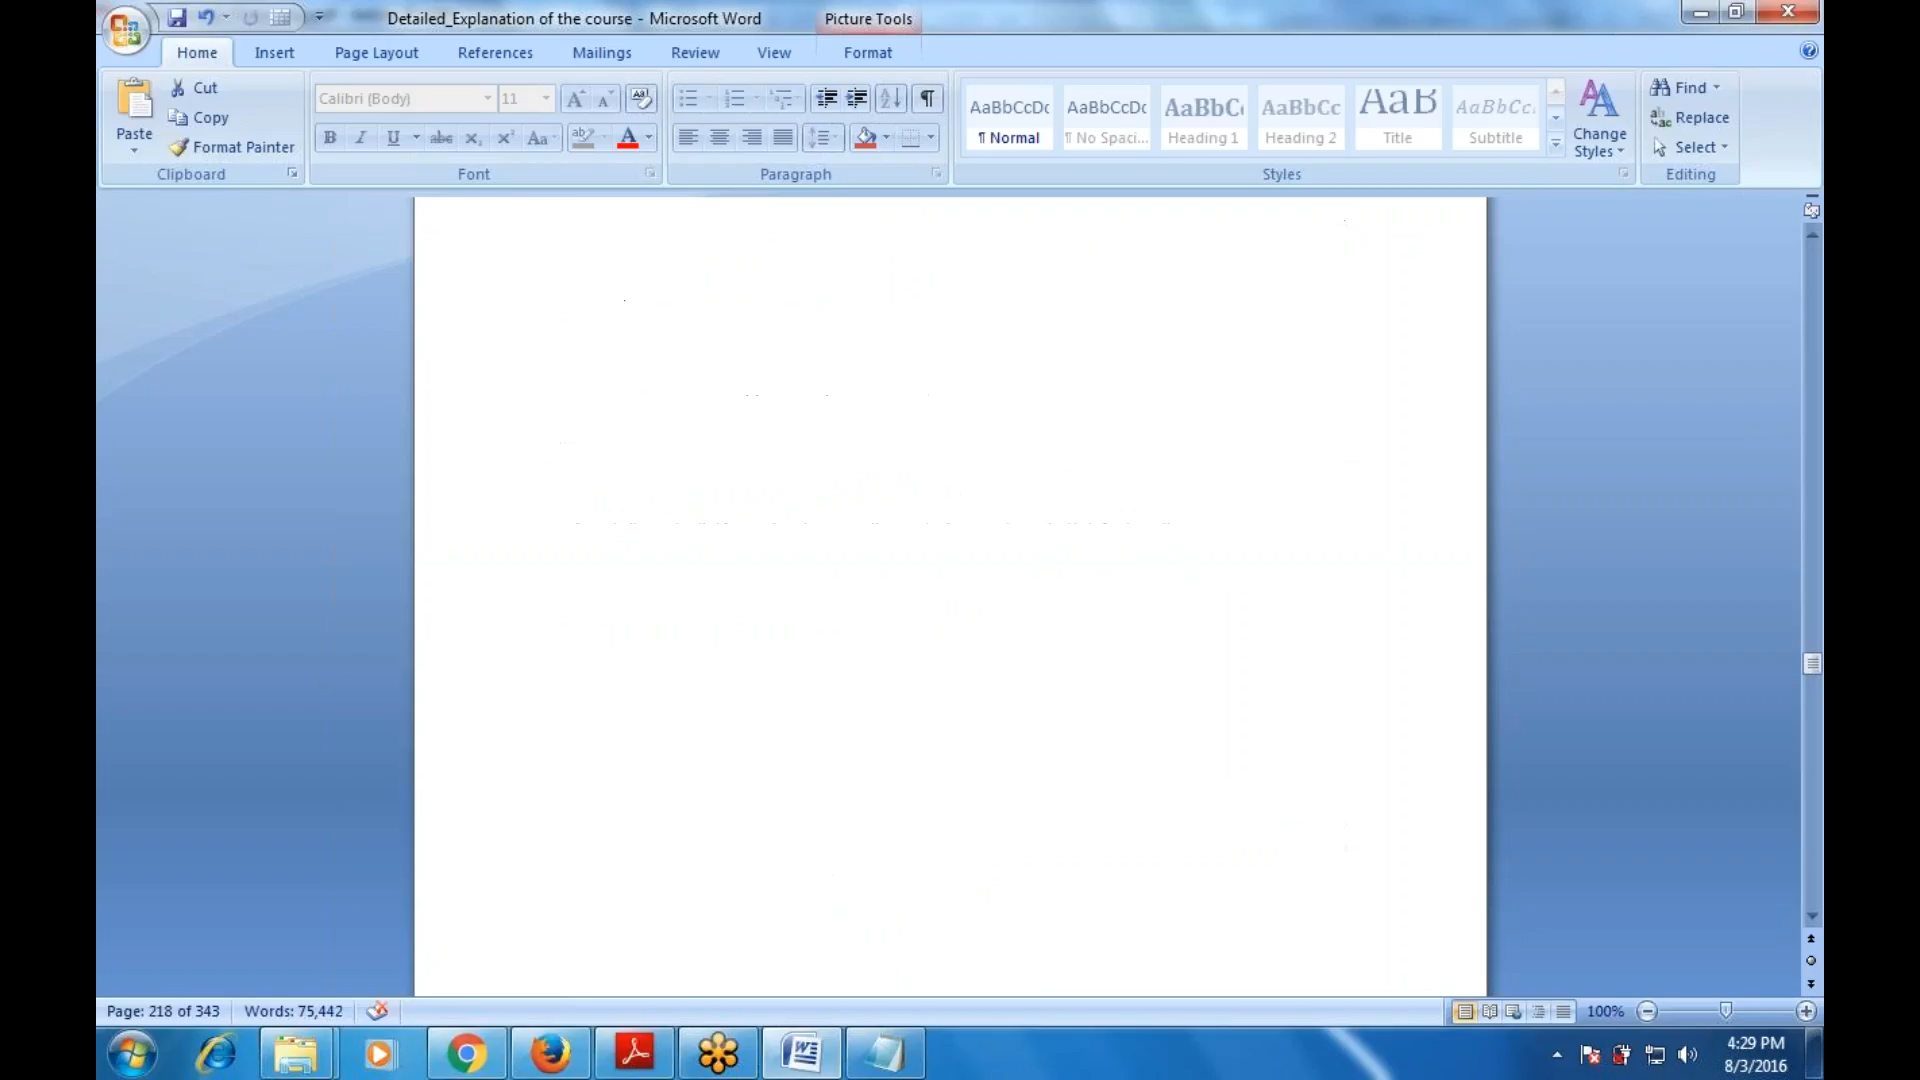 Detailed_Explanation of the course - Microsoft Word
Picture Tools
Home Insert Page Layout References Mailings Review View Format
Paste
Cut
Copy
Format Painter
Clipboard
Calibri (Body) 11
Font
Paragraph
AaBbCcDc AaBbCcDc AaBbC AaBbCc AaB AaBbCc.
¶ Normal ¶ No Spaci... Heading 1 Heading 2 Title Subtitle
Change
Styles
Styles
Find
Replace
Select
Editing
Page: 218 of 343 Words: 75,442
100%
4:29 PM
8/3/2016